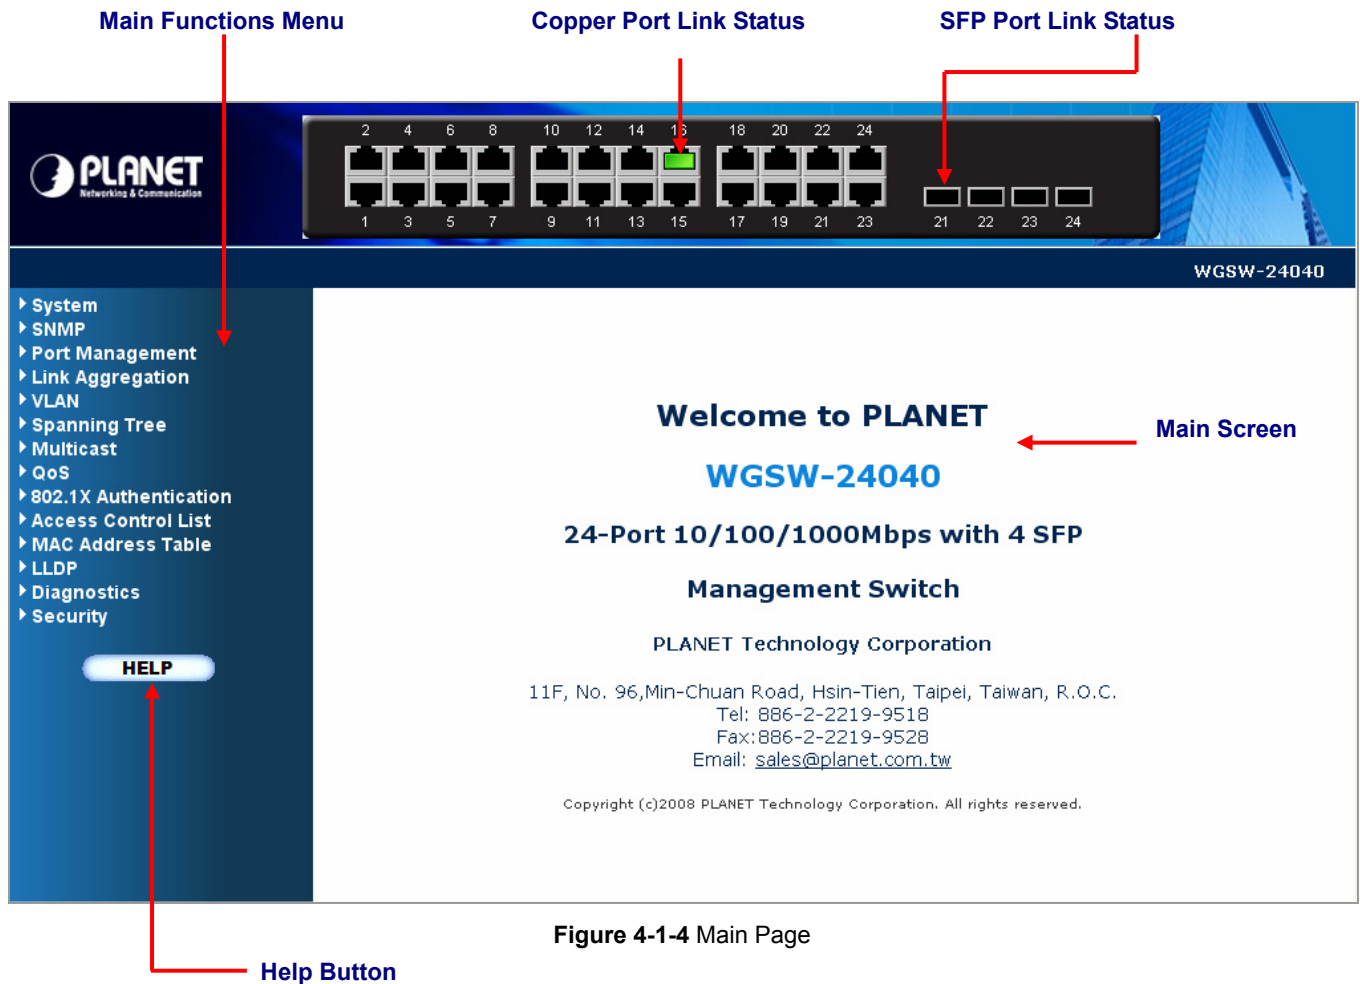 Main Functions Menu
Copper Port Link Status
SFP Port Link Status
PLANET
Networking & Communication
2 4 6 8 10 12 14 16 18 20 22 24
1 3 5 7 9 11 13 15 17 19 21 23 21 22 23 24
WGSW-24040
System
SNMP
Port Management
Link Aggregation
VLAN
Spanning Tree
Multicast
QoS
802.1X Authentication
Access Control List
MAC Address Table
LLDP
Diagnostics
Security
HELP
Welcome to PLANET
WGSW-24040
24-Port 10/100/1000Mbps with 4 SFP
Management Switch
PLANET Technology Corporation
11F, No. 96,Min-Chuan Road, Hsin-Tien, Taipei, Taiwan, R.O.C.
Tel: 886-2-2219-9518
Fax:886-2-2219-9528
Email: sales@planet.com.tw
Copyright (c)2008 PLANET Technology Corporation. All rights reserved.
Main Screen
Figure 4-1-4 Main Page
Help Button